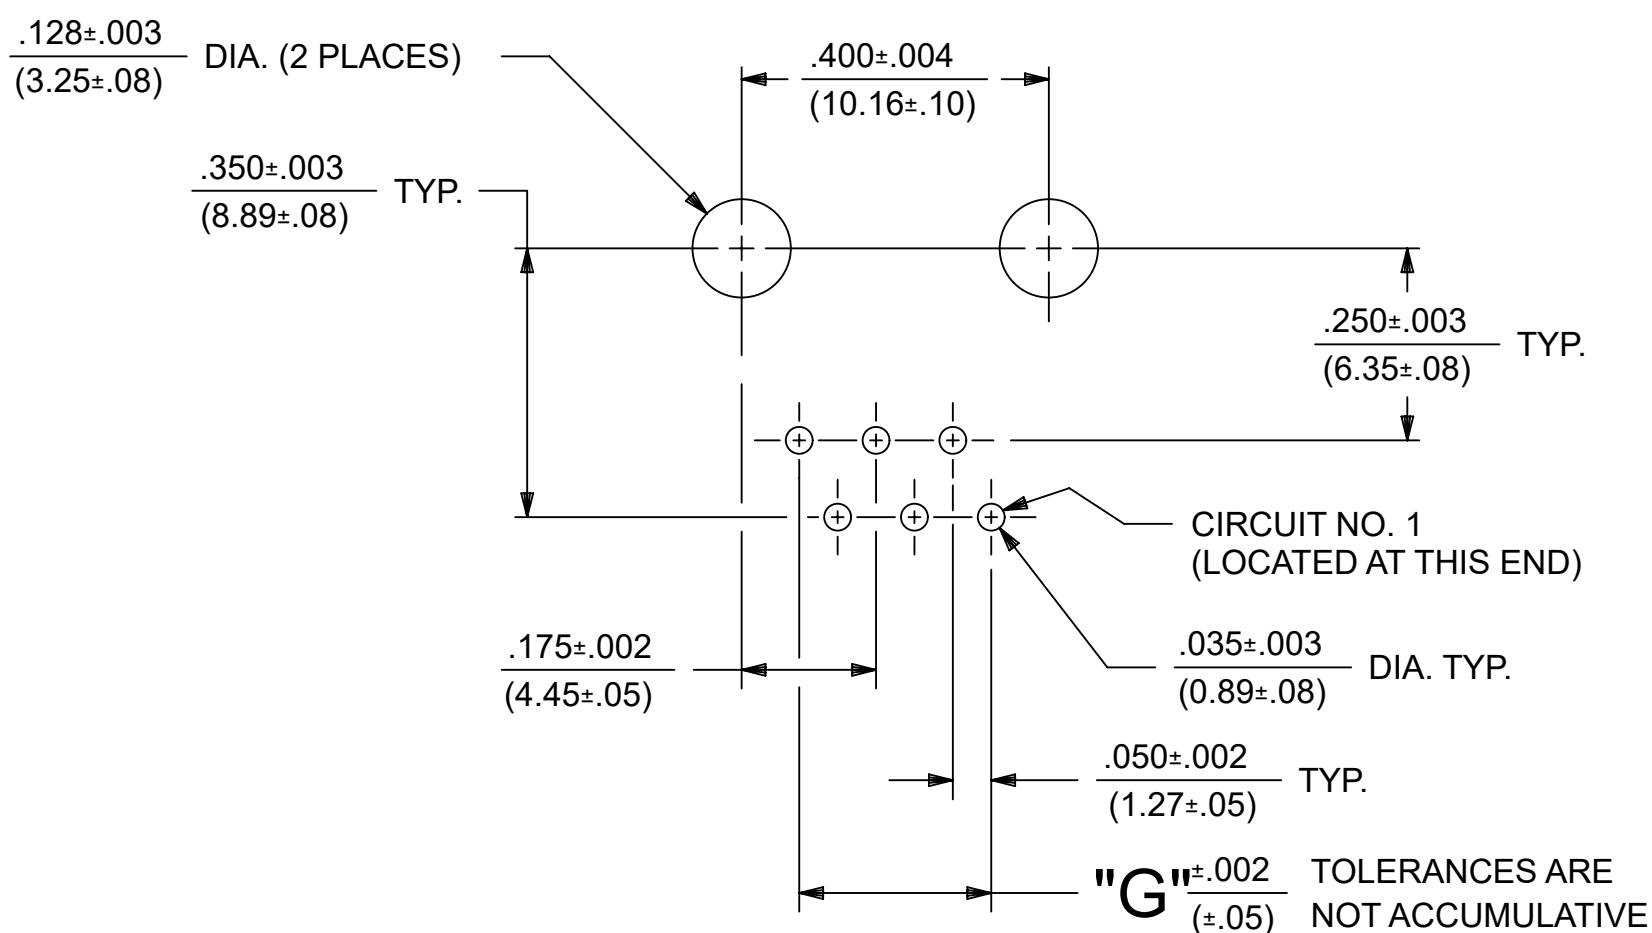 .128±.003
(3.25±.08)
DIA. (2 PLACES)
.400±.004
(10.16±.10)
.350±.003
(8.89±.08)
TYP.
.250±.003
(6.35±.08)
TYP.
CIRCUIT NO. 1
(LOCATED AT THIS END)
.175±.002
(4.45±.05)
.035±.003
(0.89±.08)
DIA. TYP.
.050±.002
(1.27±.05)
TYP.
"G" ±.002
(±.05)
TOLERANCES ARE
NOT ACCUMULATIVE